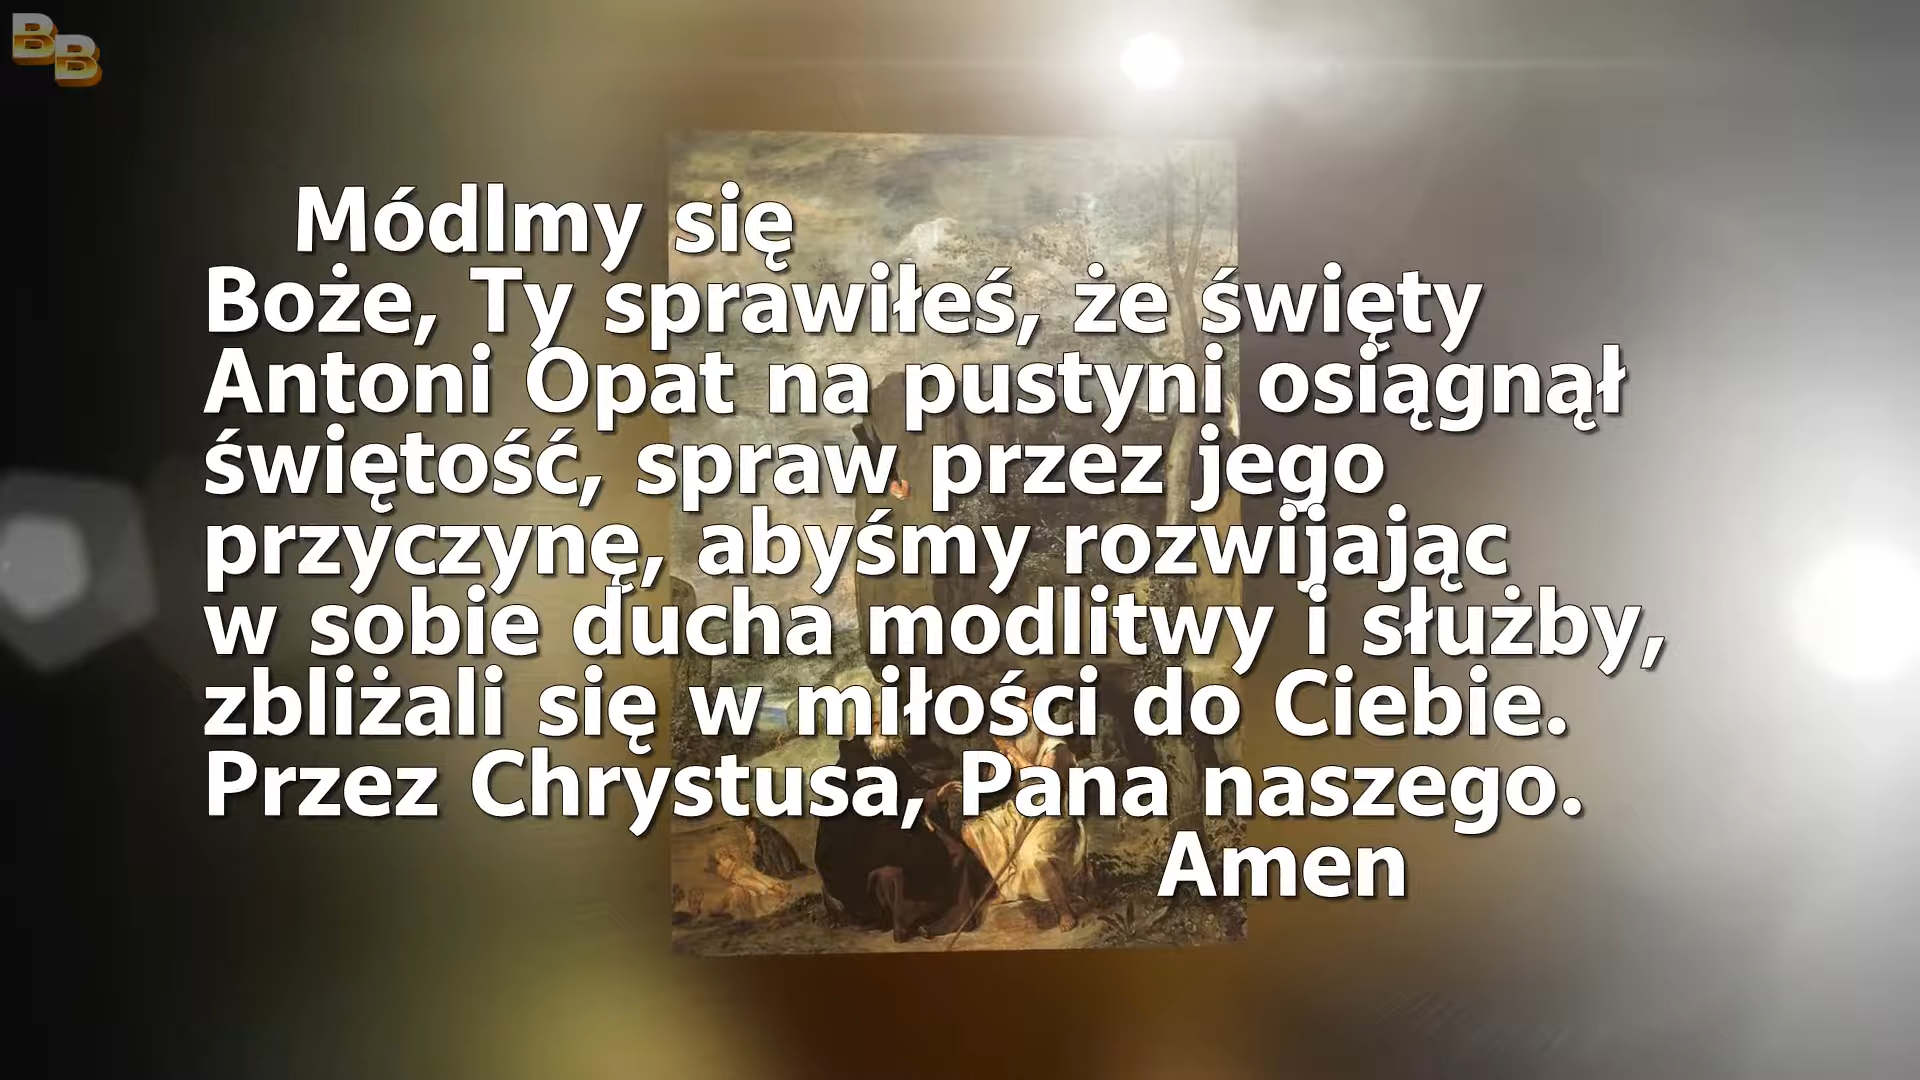 BB
Módlmy się
Boże, Ty sprawiłeś, że święty
Antoni Opat na pustyni osiągnął
świętość, spraw przez jego
przyczynę, abyśmy rozwijając
w sobie ducha modlitwy i służby,
zbliżali się w miłości do Ciebie.
Przez Chrystusa, Pana naszego.
Amen